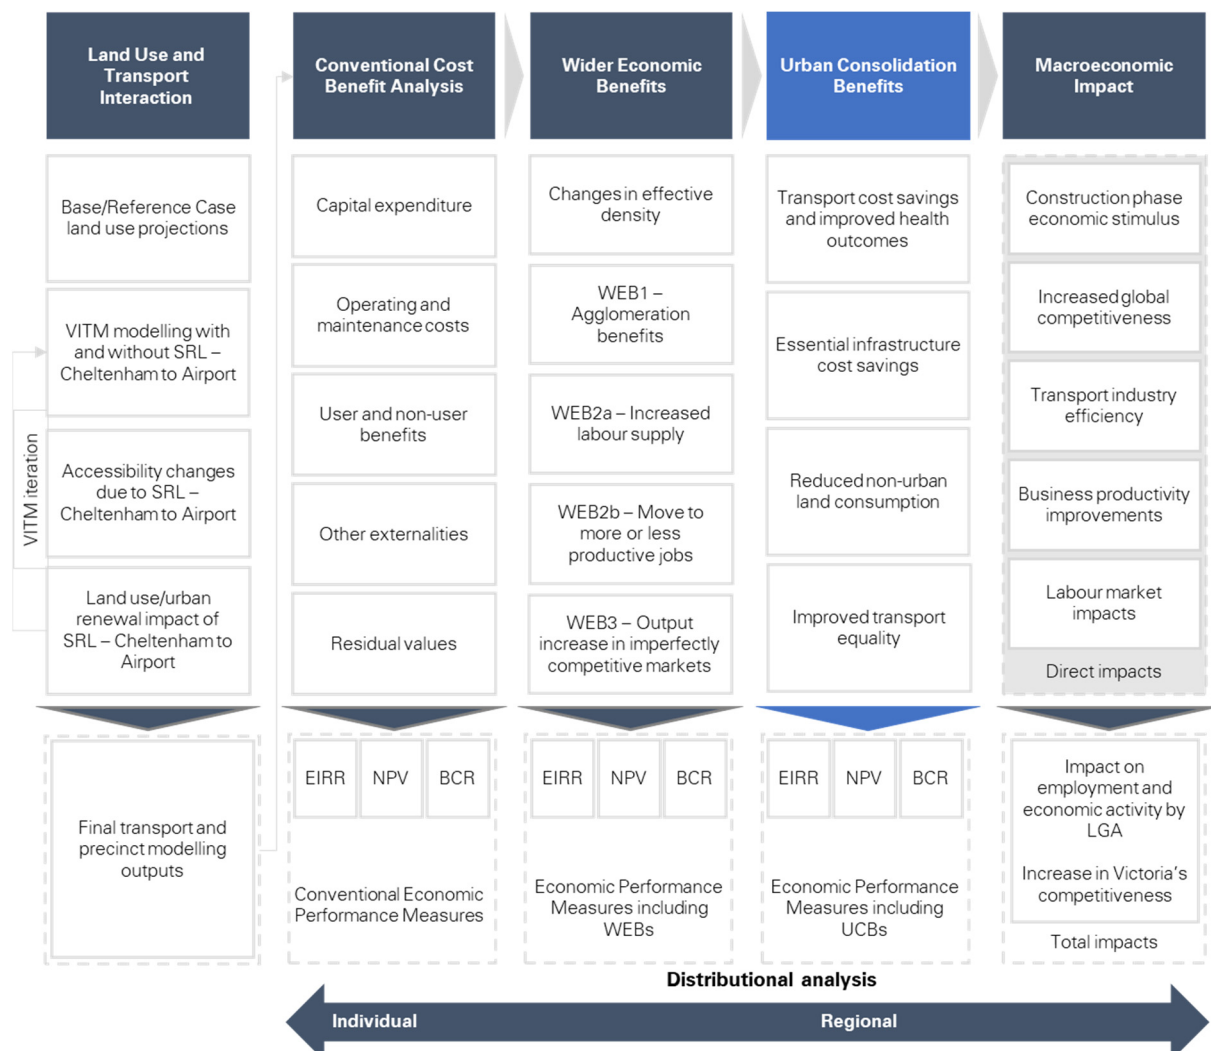 Land Use and
Transport
Interaction
Conventional Cost
Benefit Analysis
Wider Economic
Benefits
Urban Consolidation
Benefits
Macroeconomic
Impact
Base/Reference Case
land use projections
VITM modelling with
and without SRL –
Cheltenham to Airport
Accessibility changes
due to SRL –
Cheltenham to Airport
Land use/urban
renewal impact of
SRL – Cheltenham to
Airport
VITM iteration
Final transport and
precinct modelling
outputs
Capital expenditure
Operating and
maintenance costs
User and non-user
benefits
Other externalities
Residual values
EIRR
NPV
BCR
Conventional Economic
Performance Measures
Changes in effective
density
WEB1 –
Agglomeration
benefits
WEB2a – Increased
labour supply
WEB2b – Move to
more or less
productive jobs
WEB3 – Output
increase in imperfectly
competitive markets
EIRR
NPV
BCR
Economic Performance
Measures including
WEBs
Transport cost savings
and improved health
outcomes
Essential infrastructure
cost savings
Reduced non-urban
land consumption
Improved transport
equality
EIRR
NPV
BCR
Economic Performance
Measures including
UCBs
Construction phase
economic stimulus
Increased global
competitiveness
Transport industry
efficiency
Business productivity
improvements
Labour market
impacts
Direct impacts
Impact on
employment and
economic activity by
LGA
Increase in Victoria's
competitiveness
Total impacts
Distributional analysis
Individual
Regional